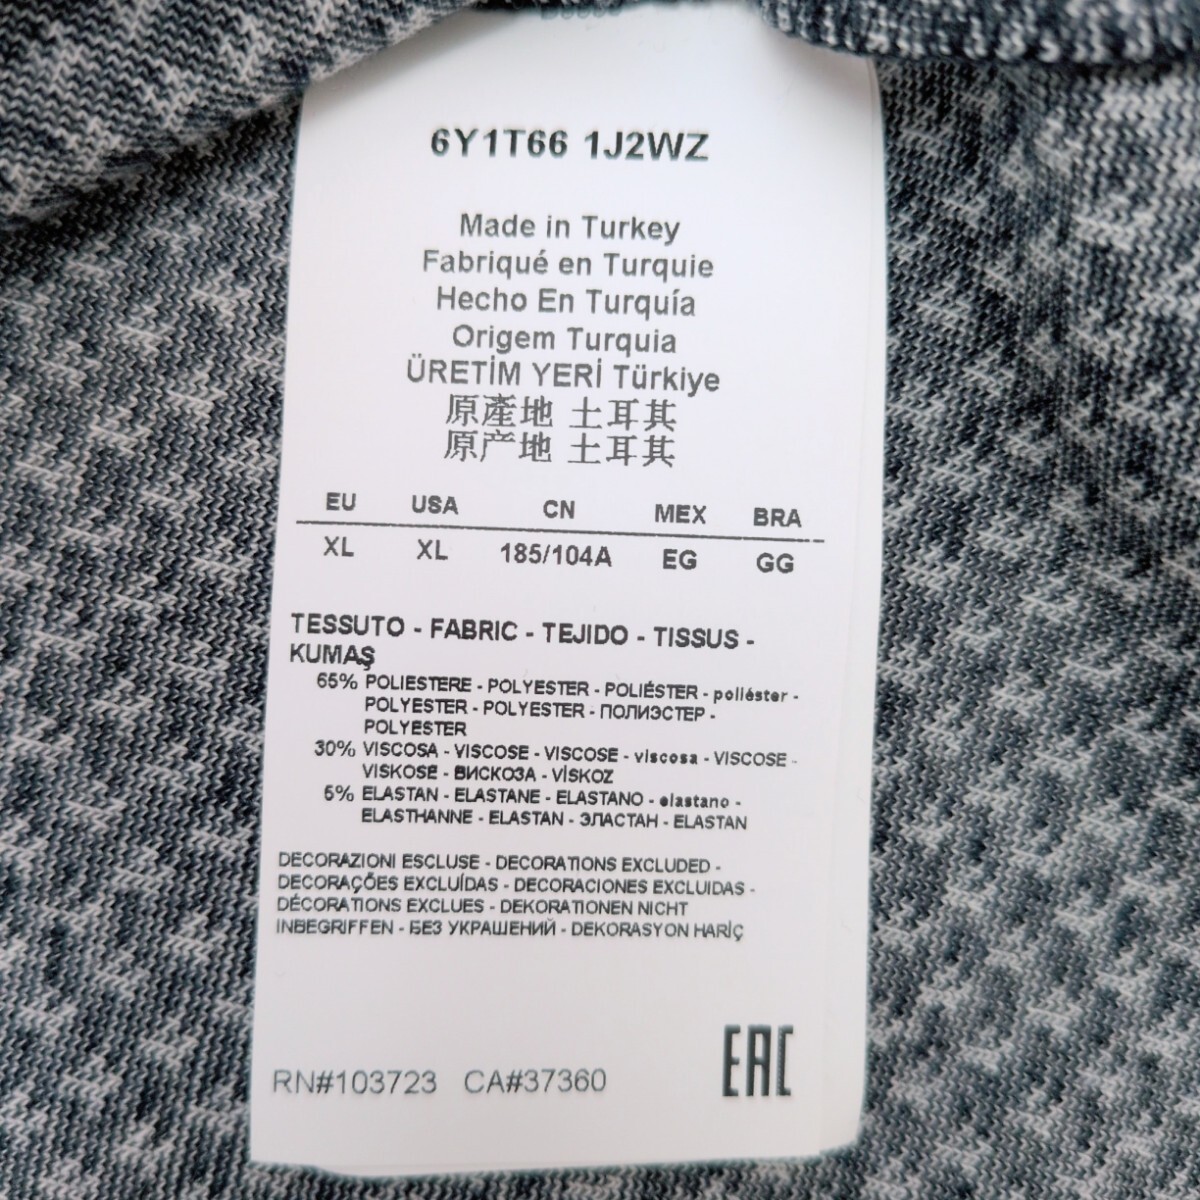 6Y1T66 1J2WZ
Made in Turkey
Fabriqué en Turquie
Hecho En Turquía
Origem Turquia
ÜRETİM YERİ Türkiye
原產地 土耳其
原产地 土耳其
EU USA CN MEX BRA
XL XL 185/104A EG GG
TESSUTO - FABRIC - TEJIDO - TISSUS -
KUMAŞ
65% POLIESTERE - POLYESTER - POLIÉSTER - poliéster -
POLYESTER - POLYESTER - ПОЛИЭСТЕР -
POLYESTER
30% VISCOSA - VISCOSE - VISCOSE - viscosa - VISCOSE -
VISKOSE - ВИСКОЗА - VİSKOZ
5% ELASTAN - ELASTANE - ELASTANO - elastano -
ELASTHANNE - ELASTAN - ЭЛАСТАН - ELASTAN
DECORAZIONI ESCLUSE - DECORATIONS EXCLUDED -
DECORAÇÕES EXCLUÍDAS - DECORACIONES EXCLUIDAS -
DÉCORATIONS EXCLUES - DEKORATIONEN NICHT
INBEGRIFFEN - БЕЗ УКРАШЕНИЙ - DEKORASYON HARİÇ
EAC
RN#103723 CA#37360